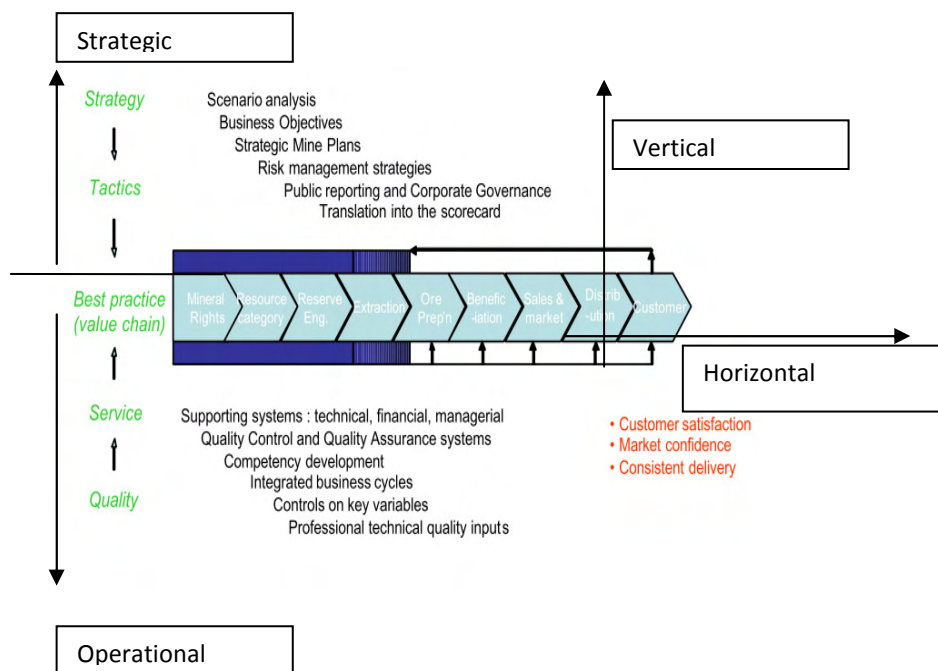 Strategic
Strategy
Scenario analysis
Business Objectives
Strategic Mine Plans
Vertical
Risk management strategies
Tactics
Public reporting and Corporate Governance
Translation into the scorecard
Best practice
(value chain)
Mineral
Rights
Resource
category
Reserve
Eng.
Extraction
Ore
Prep'n
Benefic
-iation
Sales &
market
Distrib
-ution
Customer
Horizontal
Service
Supporting systems : technical, financial, managerial
Quality Control and Quality Assurance systems
Competency development
Integrated business cycles
Quality
Controls on key variables
Professional technical quality inputs
• Customer satisfaction
• Market confidence
• Consistent delivery
Operational